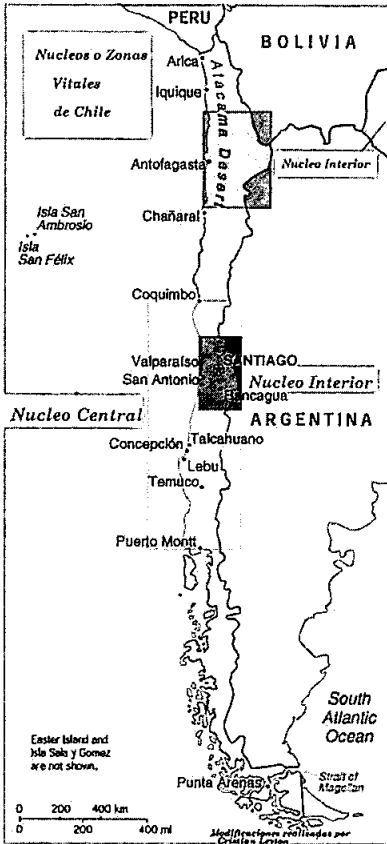 PERU
BOLIVIA
Nucleos o Zonas
Vitales
de Chile
Arica
Iquique
Atacama Desert
Antofagasta
Nucleo Interior
Isla San
Ambrosio
Isla
San Félix
Chañaral
Coquimbo
Valparaíso
SANTIAGO
San Antonio
Nucleo Interior
Rancagua
Nucleo Central
ARGENTINA
Concepción
Talcahuano
Lebu
Temuco
Puerto Montt
South
Atlantic
Ocean
Easter Island and
Isla Sala y Gomez
are not shown.
Punta Arenas
Strait of
Magellan
0 200 400 km
0 200 400 mi
Modificaciones realizadas por
Cristian Leyton